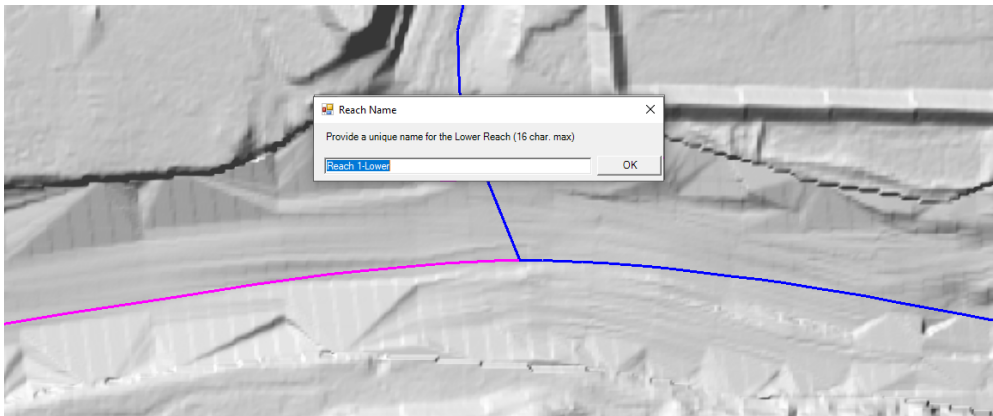 Reach Name
Provide a unique name for the Lower Reach (16 char. max)
Reach 1-Lower
OK